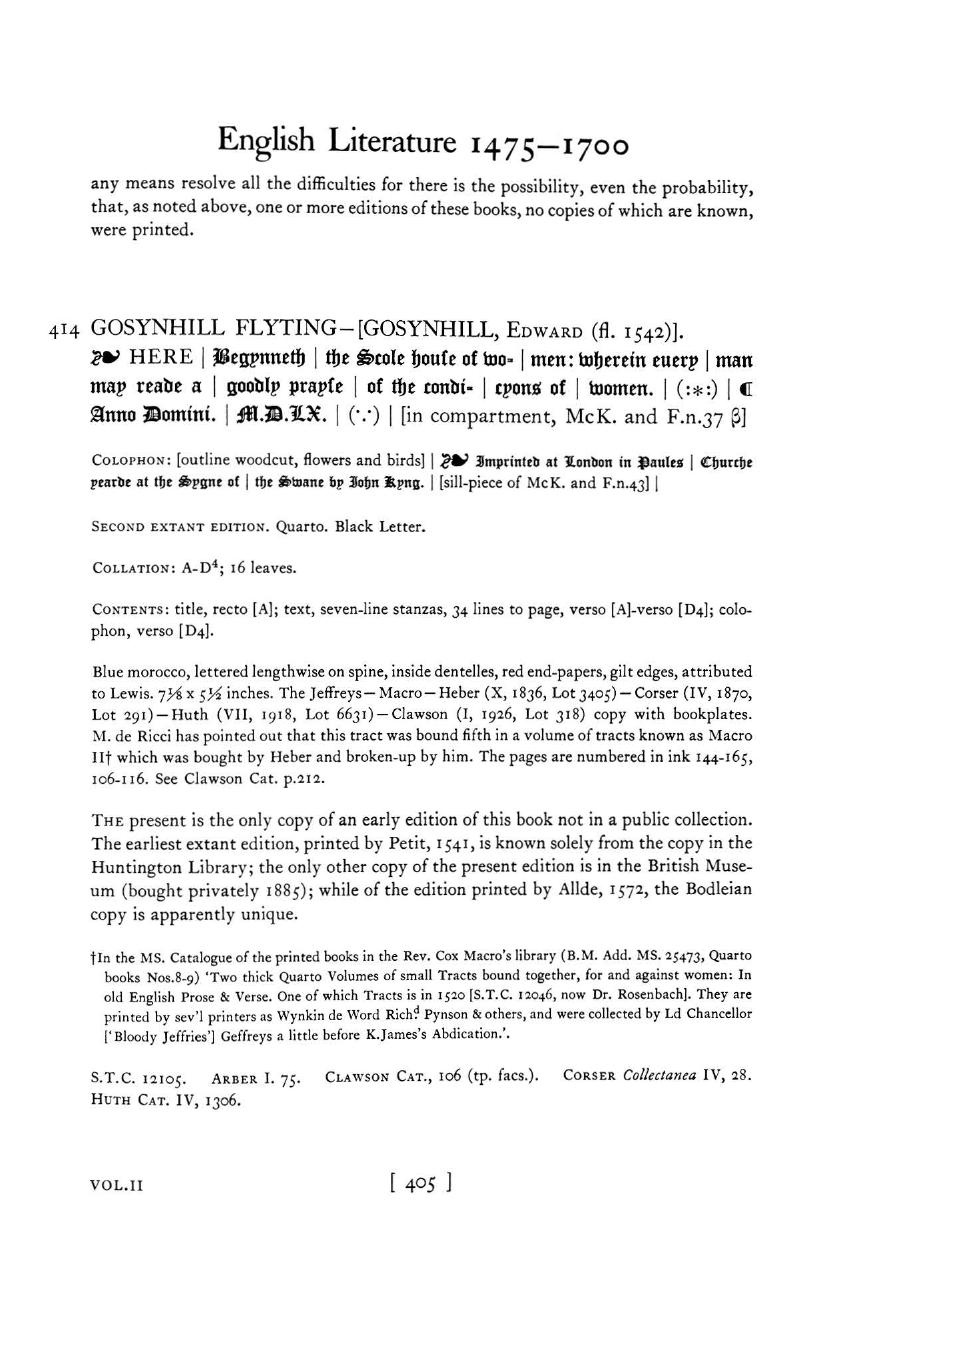 English Literature 1475—1700
any means resolve all the difficulties for there is the possibility, even the probability,
that, as noted above, one or more editions of these books, no copies of which are known,
were printed.
414 GOSYNHILL FLYTING—[GOSYNHILL, EDWARD (fl. 1542)].
❧ HERE | Begynneth | the Scole house of wo- | men: wherein euery | man
may reade a | goodly prayse | of the condi- | cyons of | women. | (:*:) | ¶
Anno Domini. | M.D.LX. | (∵) | [in compartment, McK. and F.n.37 β]
COLOPHON: [outline woodcut, flowers and birds] | ❧ Imprinted at London in Paules | Churche
yearde at the Sygne of | the Swane by John Kyng. | [sill-piece of McK. and F.n.43] |
SECOND EXTANT EDITION. Quarto. Black Letter.
COLLATION: A-D⁴; 16 leaves.
CONTENTS: title, recto [A]; text, seven-line stanzas, 34 lines to page, verso [A]-verso [D4]; colo-
phon, verso [D4].
Blue morocco, lettered lengthwise on spine, inside dentelles, red end-papers, gilt edges, attributed
to Lewis. 7⅛ x 5½ inches. The Jeffreys—Macro—Heber (X, 1836, Lot 3405)—Corser (IV, 1870,
Lot 291)—Huth (VII, 1918, Lot 6631)—Clawson (I, 1926, Lot 318) copy with bookplates.
M. de Ricci has pointed out that this tract was bound fifth in a volume of tracts known as Macro
II† which was bought by Heber and broken-up by him. The pages are numbered in ink 144-165,
106-116. See Clawson Cat. p.212.
THE present is the only copy of an early edition of this book not in a public collection.
The earliest extant edition, printed by Petit, 1541, is known solely from the copy in the
Huntington Library; the only other copy of the present edition is in the British Muse-
um (bought privately 1885); while of the edition printed by Allde, 1572, the Bodleian
copy is apparently unique.
†In the MS. Catalogue of the printed books in the Rev. Cox Macro's library (B.M. Add. MS. 25473, Quarto
books Nos.8-9) 'Two thick Quarto Volumes of small Tracts bound together, for and against women: In
old English Prose & Verse. One of which Tracts is in 1520 [S.T.C. 12046, now Dr. Rosenbach]. They are
printed by sev'l printers as Wynkin de Word Richᵈ Pynson & others, and were collected by Ld Chancellor
['Bloody Jeffries'] Geffreys a little before K.James's Abdication.'.
S.T.C. 12105. ARBER I. 75. CLAWSON CAT., 106 (tp. facs.). CORSER Collectanea IV, 28.
HUTH CAT. IV, 1306.
VOL.II [ 405 ]